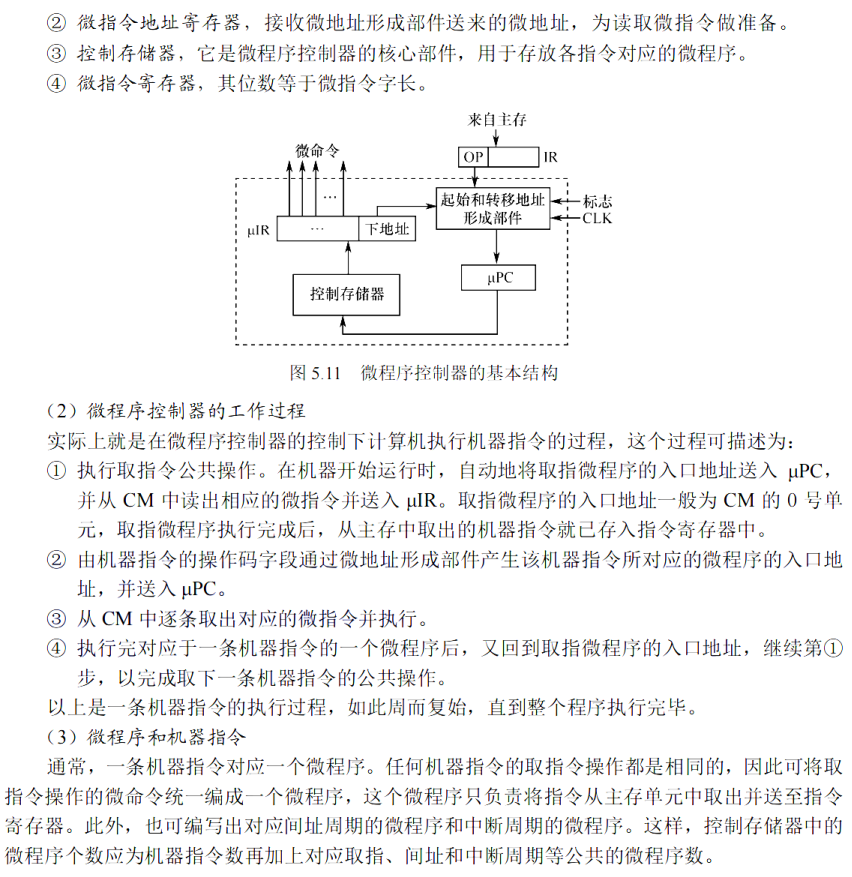 ② 微指令地址寄存器，接收微地址形成部件送来的微地址，为读取微指令做准备。
③ 控制存储器，它是微程序控制器的核心部件，用于存放各指令对应的微程序。
④ 微指令寄存器，其位数等于微指令字长。
来自主存
微命令
OP
IR
…
起始和转移地址
形成部件
标志
CLK
μIR
…
下地址
μPC
控制存储器
图 5.11 微程序控制器的基本结构
（2）微程序控制器的工作过程
实际上就是在微程序控制器的控制下计算机执行机器指令的过程，这个过程可描述为：
① 执行取指令公共操作。在机器开始运行时，自动地将取指微程序的入口地址送入 μPC，
并从 CM 中读出相应的微指令并送入 μIR。取指微程序的入口地址一般为 CM 的 0 号单
元，取指微程序执行完成后，从主存中取出的机器指令就已存入指令寄存器中。
② 由机器指令的操作码字段通过微地址形成部件产生该机器指令所对应的微程序的入口地
址，并送入 μPC。
③ 从 CM 中逐条取出对应的微指令并执行。
④ 执行完对应于一条机器指令的一个微程序后，又回到取指微程序的入口地址，继续第①
步，以完成取下一条机器指令的公共操作。
以上是一条机器指令的执行过程，如此周而复始，直到整个程序执行完毕。
（3）微程序和机器指令
通常，一条机器指令对应一个微程序。任何机器指令的取指令操作都是相同的，因此可将取
指令操作的微命令统一编成一个微程序，这个微程序只负责将指令从主存单元中取出并送至指令
寄存器。此外，也可编写出对应间址周期的微程序和中断周期的微程序。这样，控制存储器中的
微程序个数应为机器指令数再加上对应取指、间址和中断周期等公共的微程序数。